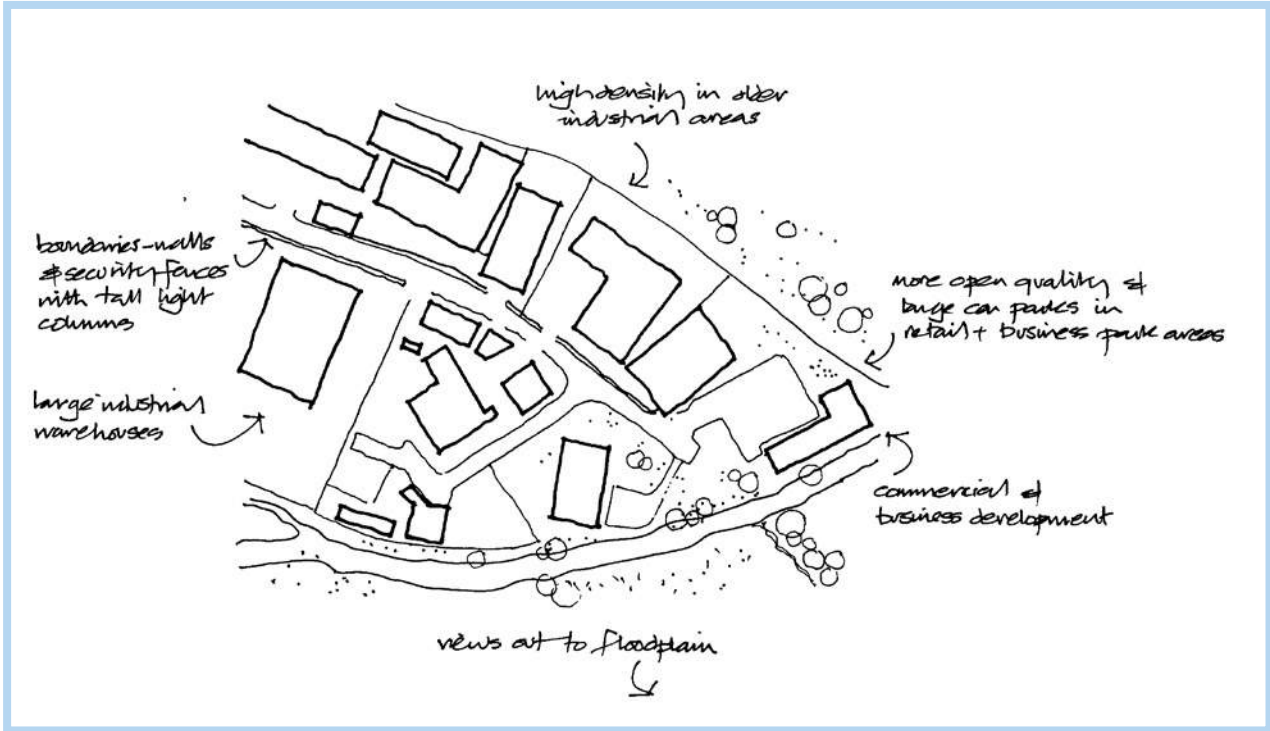 high density in older
industrial areas
boundaries - walls
& security fences
with tall light
columns
more open quality &
large car parks in
retail + business park areas
large industrial
warehouses
commercial &
business development
views out to floodplain